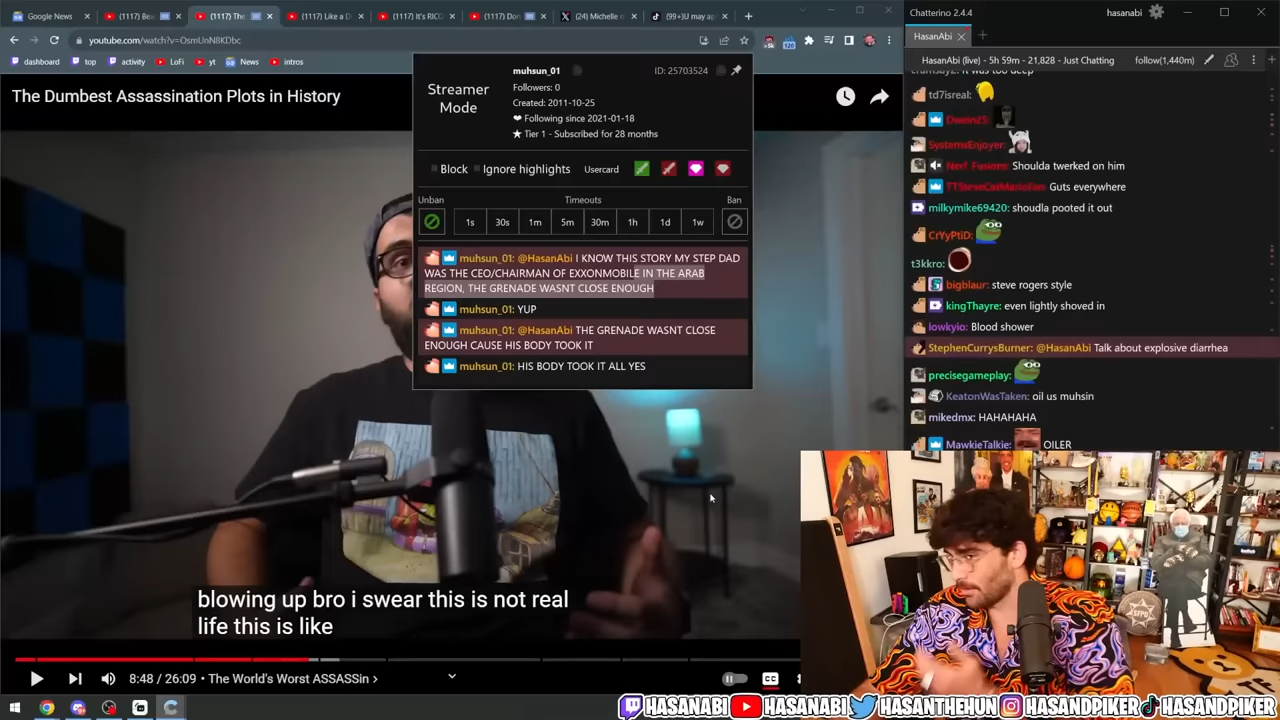 Google News
(1117) Bea
(1117) The
(1117) Like a D
(1117) It's RICO
(1117) Don
(24) Michelle n
(99+)U may ap
youtube.com/watch?v=OsmUnN8KDbc
dashboard
top
activity
LoFi
yt
News
intros
The Dumbest Assassination Plots in History
Streamer
Mode
muhsun_01
ID: 25703524
Followers: 0
Created: 2011-10-25
❤ Following since 2021-01-18
★ Tier 1 - Subscribed for 28 months
Block
Ignore highlights
Usercard
Unban
Timeouts
Ban
1s
30s
1m
5m
30m
1h
1d
1w
muhsun_01: @HasanAbi I KNOW THIS STORY MY STEP DAD
WAS THE CEO/CHAIRMAN OF EXXONMOBILE IN THE ARAB
REGION, THE GRENADE WASNT CLOSE ENOUGH
muhsun_01: YUP
muhsun_01: @HasanAbi THE GRENADE WASNT CLOSE
ENOUGH CAUSE HIS BODY TOOK IT
muhsun_01: HIS BODY TOOK IT ALL YES
blowing up bro i swear this is not real
life this is like
8:48 / 26:09 • The World's Worst ASSASSin >
CC
Chatterino 2.4.4
hasanabi
HasanAbi
HasanAbi (live) - 5h 59m - 21,828 - Just Chatting
follow(1,440m)
td7isreal:
Dwein25:
SystemsEnjoyer:
Nerf_Fusions: Shoulda twerked on him
TTSteveCatMarioFan: Guts everywhere
milkymike69420: shoudla pooted it out
CrYyPtiD:
t3kkro:
bigblaur: steve rogers style
kingThayre: even lightly shoved in
lowkyio: Blood shower
StephenCurrysBurner: @HasanAbi Talk about explosive diarrhea
precisegameplay:
KeatonWasTaken: oil us muhsin
mikedmx: HAHAHAHA
MawkieTalkie: OILER
SFPD
HASANABI
HASANABI
HASANTHEHUN
HASANDPIKER
HASANDPIKER